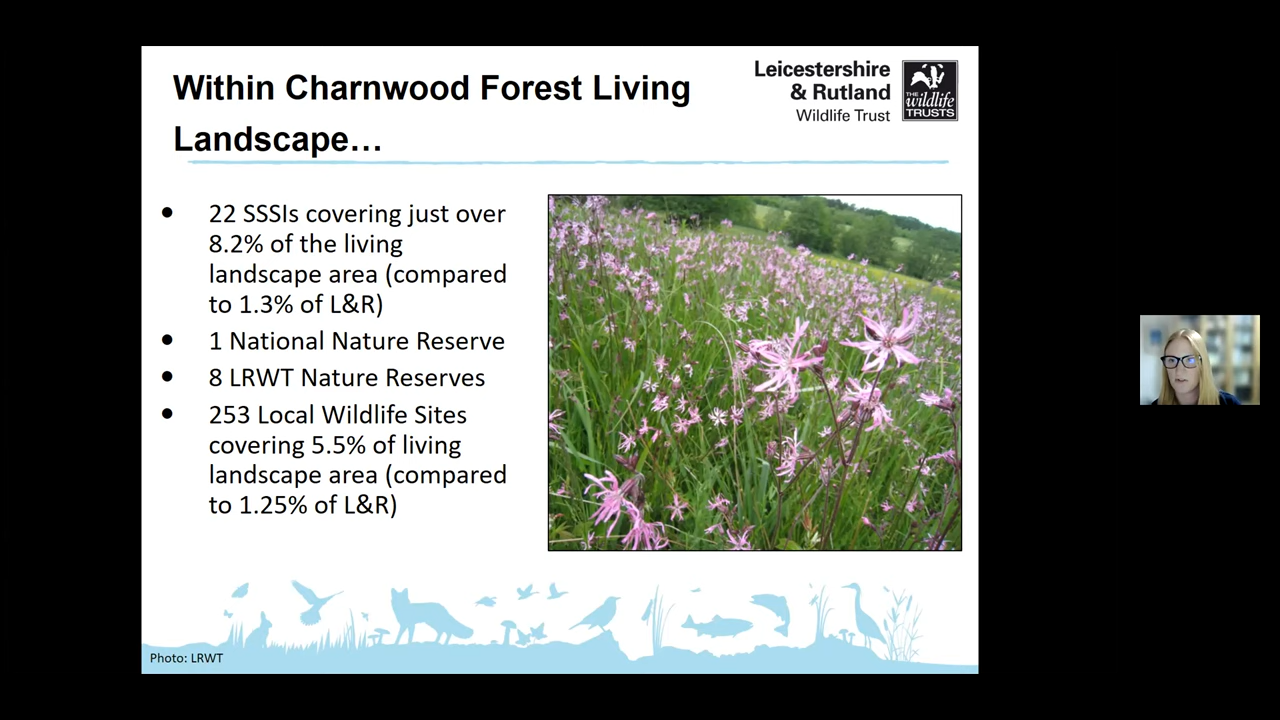 Within Charnwood Forest Living
Landscape…
Leicestershire
& Rutland
Wildlife Trust
THE
wildlife
TRUSTS
• 22 SSSIs covering just over
8.2% of the living
landscape area (compared
to 1.3% of L&R)
• 1 National Nature Reserve
• 8 LRWT Nature Reserves
• 253 Local Wildlife Sites
covering 5.5% of living
landscape area (compared
to 1.25% of L&R)
Photo: LRWT